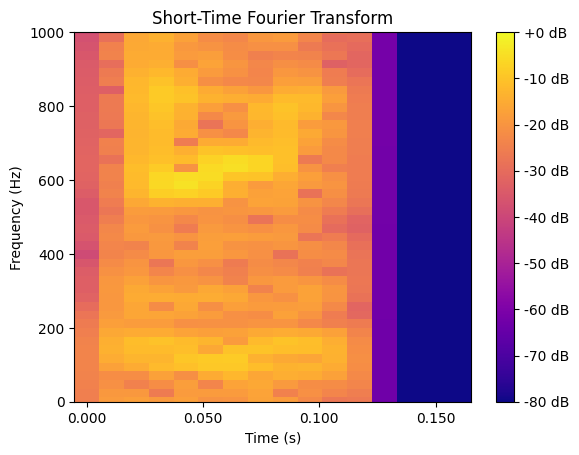 Short-Time Fourier Transform
Frequency (Hz)
1000
800
600
400
200
0
0.000
0.050
0.100
0.150
Time (s)
+0 dB
-10 dB
-20 dB
-30 dB
-40 dB
-50 dB
-60 dB
-70 dB
-80 dB